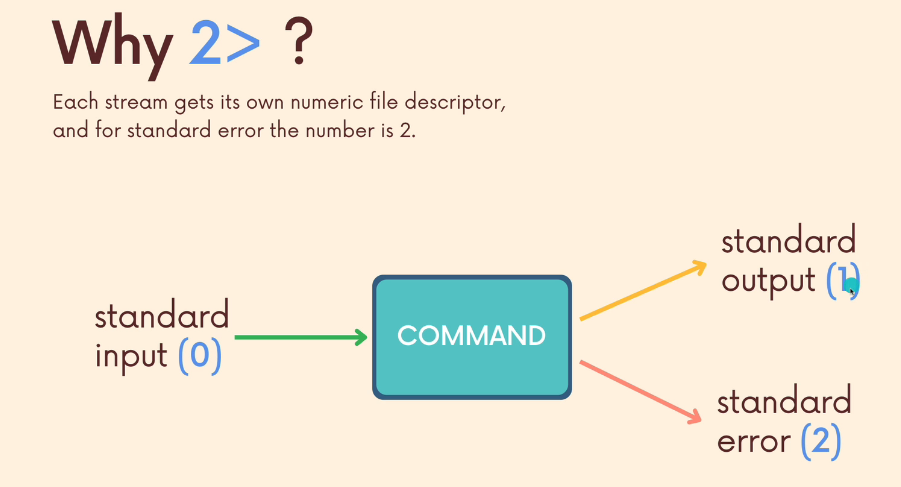 Why 2> ?
Each stream gets its own numeric file descriptor,
and for standard error the number is 2.
standard
output (1)
standard
input (0)
COMMAND
standard
error (2)